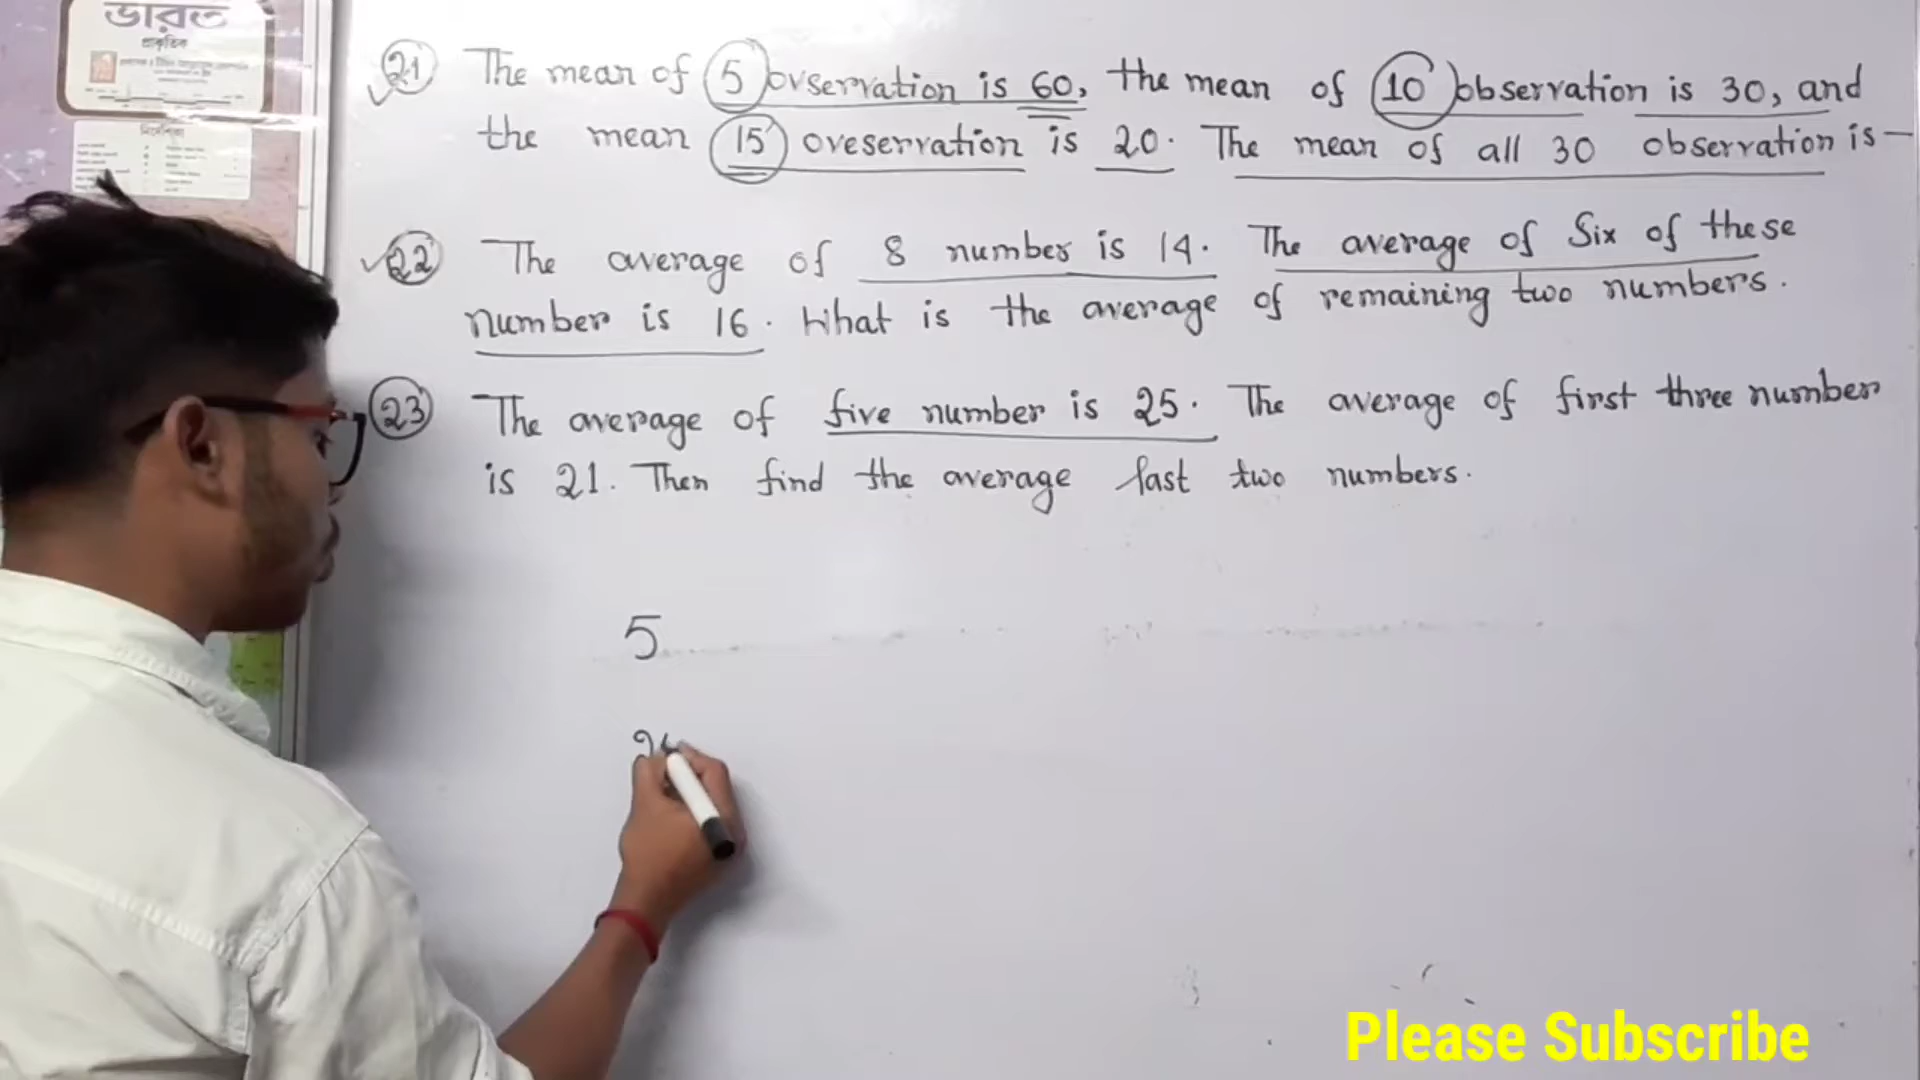 ভারত
প্রাকৃতিক
21 The mean of 5 ovservation is 60, the mean of 10 observation is 30, and
the mean 15 oveservation is 20. The mean of all 30 observation is —
22 The average of 8 number is 14. The average of Six of these
number is 16. What is the average of remaining two numbers.
23 The average of five number is 25. The average of first three number
is 21. Then find the average last two numbers.
5
Please Subscribe